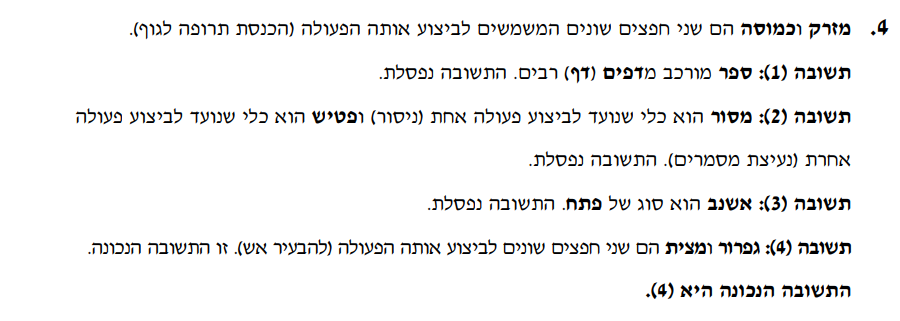 4. מזרק וכמוסה הם שני חפצים שונים המשמשים לביצוע אותה הפעולה (הכנסת תרופה לגוף).
תשובה (1): ספר מורכב מדפים (דף) רבים. התשובה נפסלת.
תשובה (2): מסור הוא כלי שנועד לביצוע פעולה אחת (ניסור) ופטיש הוא כלי שנועד לביצוע פעולה
אחרת (נעיצת מסמרים). התשובה נפסלת.
תשובה (3): אשנב הוא סוג של פתח. התשובה נפסלת.
תשובה (4): גפרור ומצית הם שני חפצים שונים לביצוע אותה הפעולה (להבעיר אש). זו התשובה הנכונה.
התשובה הנכונה היא (4).